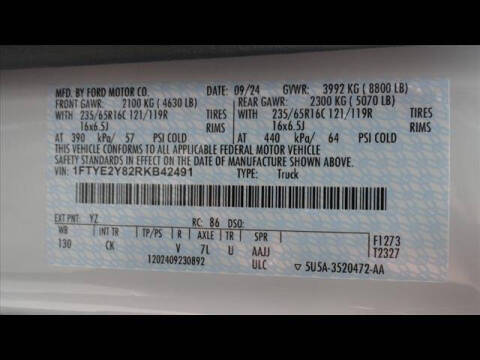 MFD. BY FORD MOTOR CO. DATE: 09/24 GVWR: 3992 KG ( 8800 LB)
FRONT GAWR: 2100 KG ( 4630 LB) REAR GAWR: 2300 KG ( 5070 LB)
WITH 235/65R16C 121/119R TIRES WITH 235/65R16C 121/119R TIRES
16x6.5J RIMS 16x6.5J RIMS
AT 390 kPa/ 57 PSI COLD AT 440 kPa/ 64 PSI COLD
THIS VEHICLE CONFORMS TO ALL APPLICABLE FEDERAL MOTOR VEHICLE
SAFETY STANDARDS IN EFFECT ON THE DATE OF MANUFACTURE SHOWN ABOVE.
VIN: 1FTYE2Y82RKB42491 TYPE: Truck
EXT PNT: YZ RC: 86 DSO:
WB INT TR TP/PS R AXLE TR SPR F1273
130 CK V 7L U AAJJ T2327
1202409230892 ULC ▽ 5U5A-3520472-AA